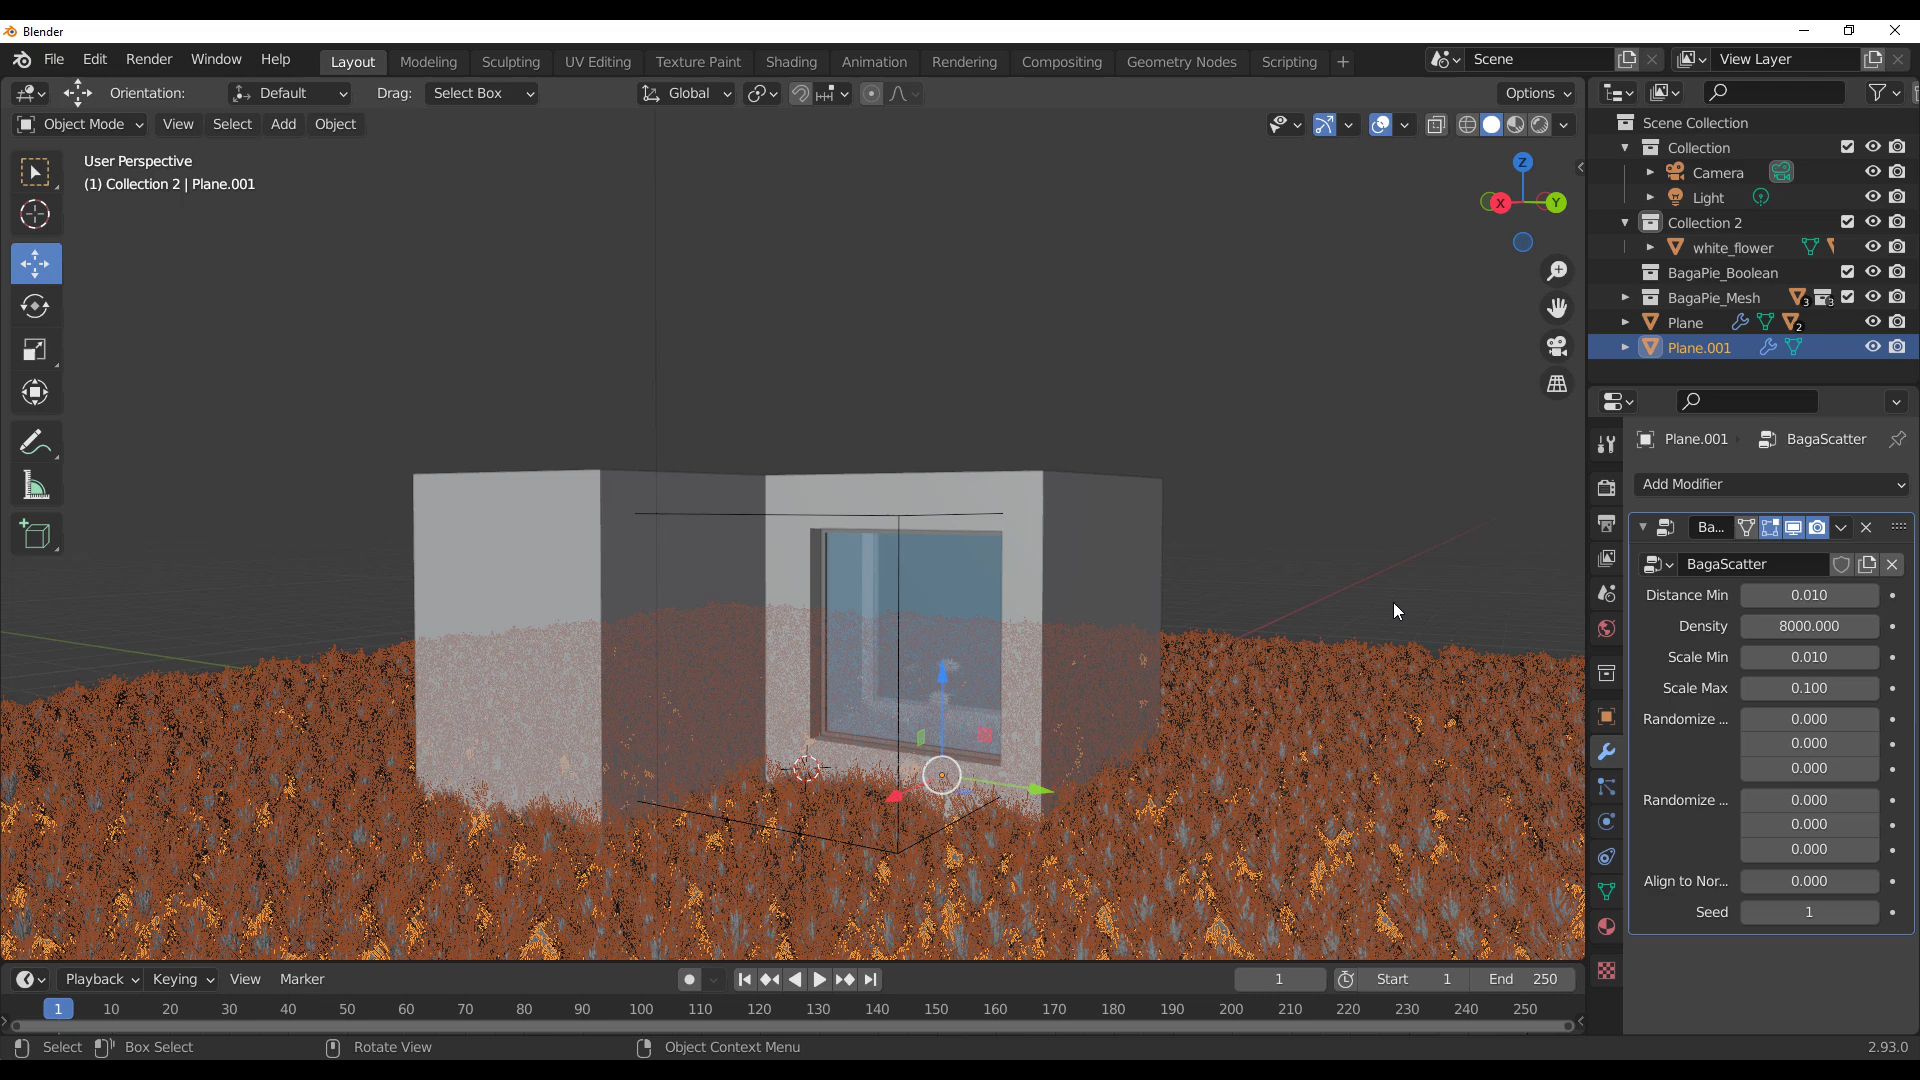 Blender
File Edit Render Window Help Layout Modeling Sculpting UV Editing Texture Paint Shading Animation Rendering Compositing Geometry Nodes Scripting + Scene View Layer
Orientation: Default Drag: Select Box Global Options
Object Mode View Select Add Object
User Perspective
(1) Collection 2 | Plane.001
Z
X
Y
Scene Collection
Collection
Camera
Light
Collection 2
white_flower
BagaPie_Boolean
BagaPie_Mesh 3 3
Plane 2
Plane.001
Plane.001 BagaScatter
Add Modifier
Ba...
BagaScatter
Distance Min 0.010
Density 8000.000
Scale Min 0.010
Scale Max 0.100
Randomize ... 0.000
0.000
0.000
Randomize ... 0.000
0.000
0.000
Align to Nor... 0.000
Seed 1
Playback Keying View Marker 1 Start 1 End 250
1 10 20 30 40 50 60 70 80 90 100 110 120 130 140 150 160 170 180 190 200 210 220 230 240 250
Select Box Select Rotate View Object Context Menu 2.93.0